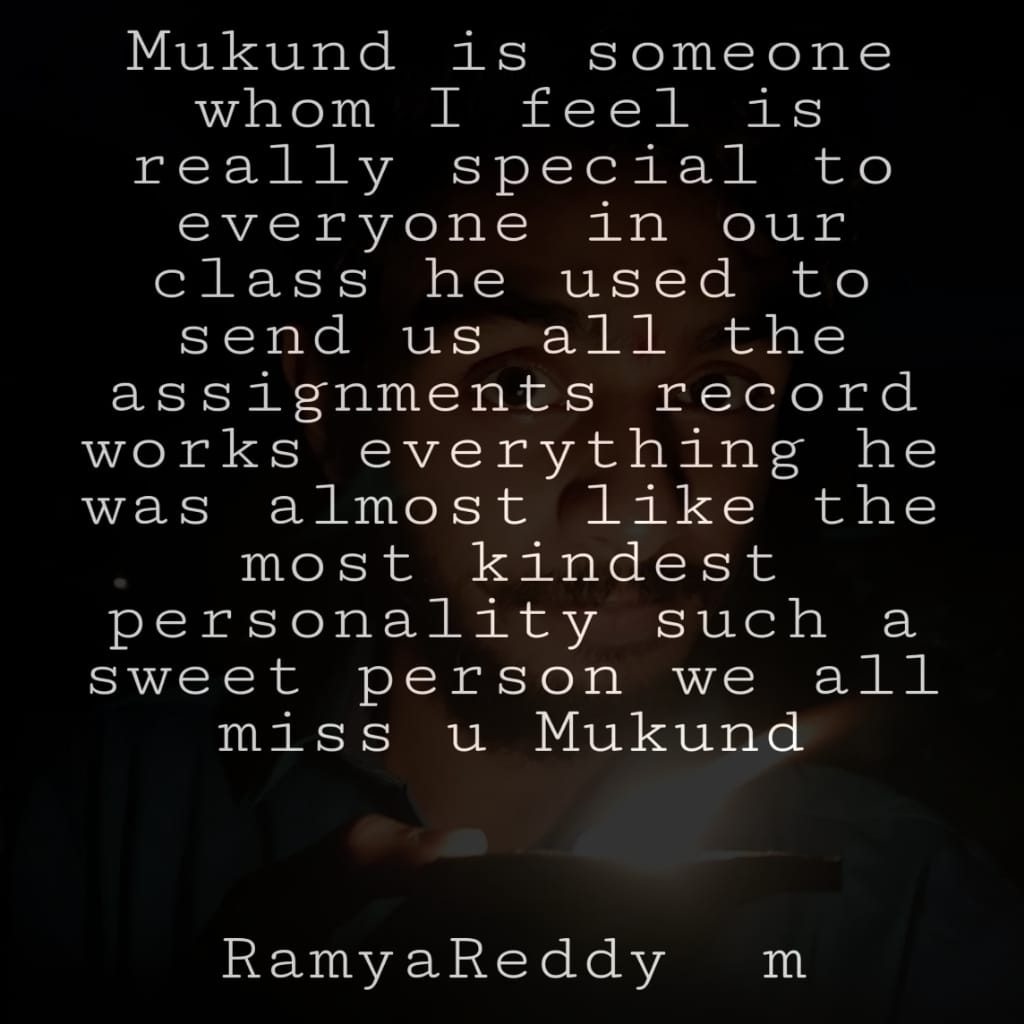 Mukund is someone
whom I feel is
really special to
everyone in our
class he used to
send us all the
assignments record
works everything he
was almost like the
most kindest
personality such a
sweet person we all
miss u Mukund
RamyaReddy m